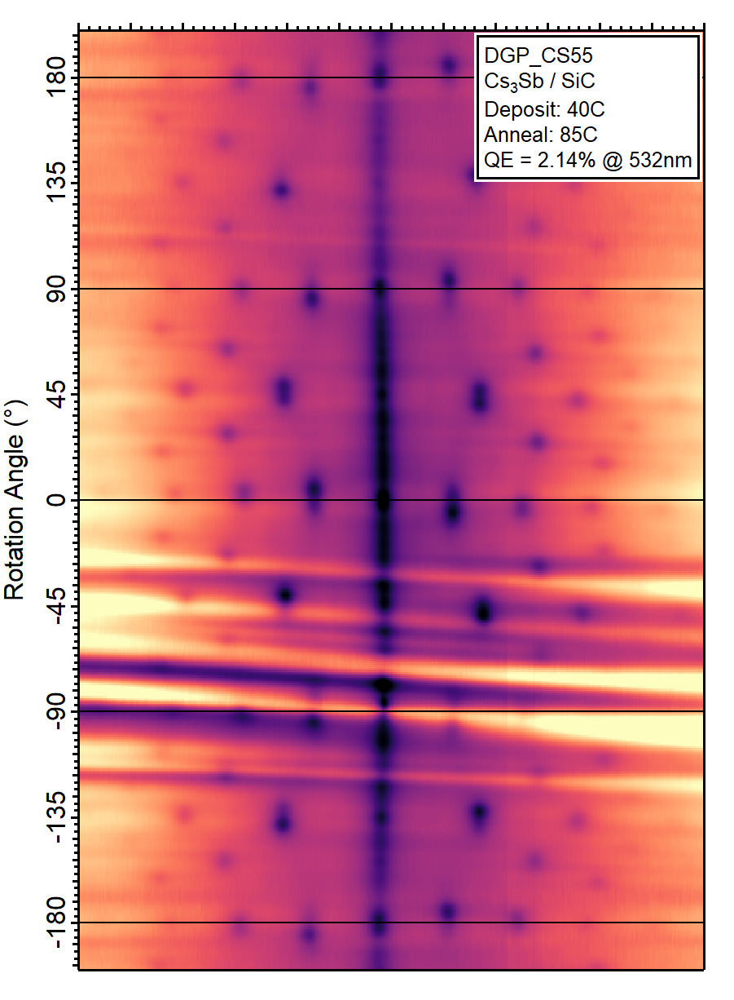 DGP_CS55
Cs₃Sb / SiC
Deposit: 40C
Anneal: 85C
QE = 2.14% @ 532nm
Rotation Angle (°)
180
135
90
45
0
-45
-90
-135
-180